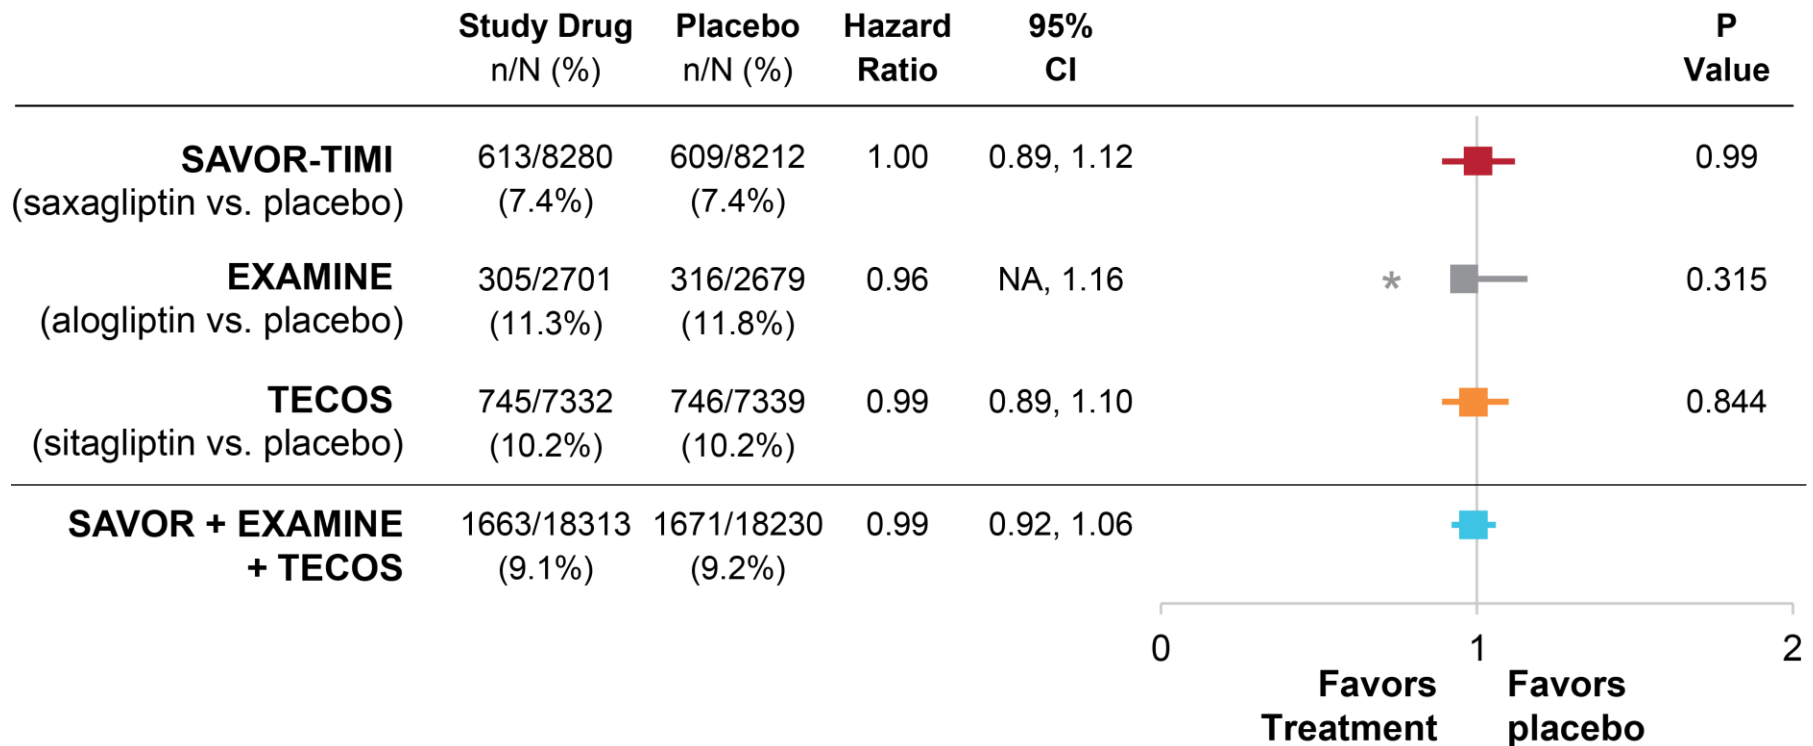 Study Drug Placebo Hazard 95% P
n/N (%) n/N (%) Ratio CI Value
SAVOR-TIMI 613/8280 609/8212 1.00 0.89, 1.12 0.99
(saxagliptin vs. placebo) (7.4%) (7.4%)
EXAMINE 305/2701 316/2679 0.96 NA, 1.16 * 0.315
(alogliptin vs. placebo) (11.3%) (11.8%)
TECOS 745/7332 746/7339 0.99 0.89, 1.10 0.844
(sitagliptin vs. placebo) (10.2%) (10.2%)
SAVOR + EXAMINE 1663/18313 1671/18230 0.99 0.92, 1.06
+ TECOS (9.1%) (9.2%)
0 1 2
Favors Favors
Treatment placebo